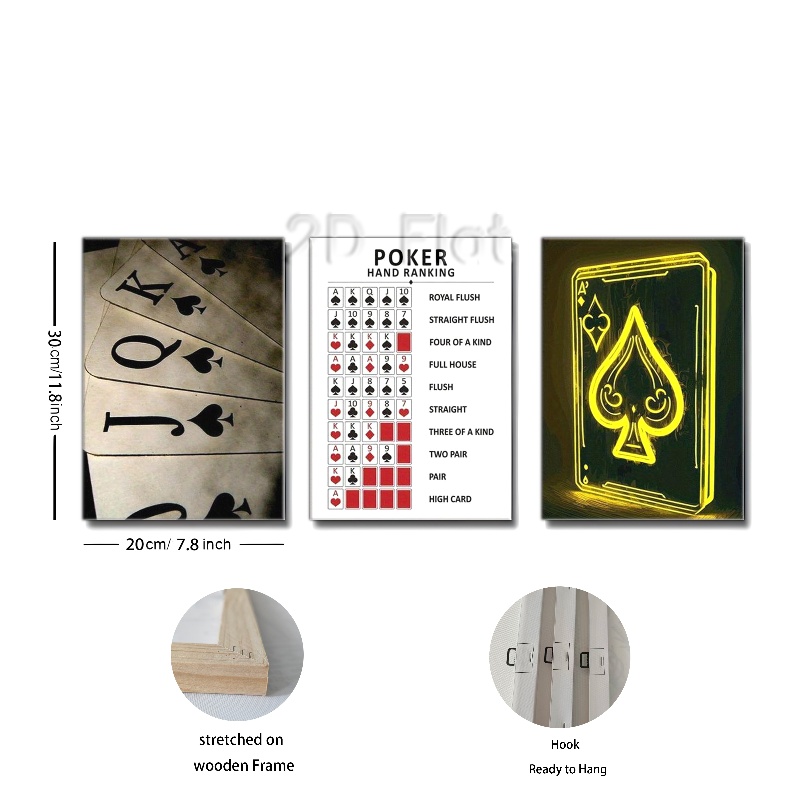 2D Flat
POKER
HAND RANKING
A K Q J 10 ROYAL FLUSH
J 10 9 8 7 STRAIGHT FLUSH
K K K K FOUR OF A KIND
A A A 9 9 FULL HOUSE
K J 8 7 5 FLUSH
J 10 9 8 7 STRAIGHT
K K K THREE OF A KIND
A A 9 9 TWO PAIR
K K PAIR
A HIGH CARD
A
K
Q
J
A
30cm/11.8inch
20cm/ 7.8 inch
stretched on
wooden Frame
Hook
Ready to Hang